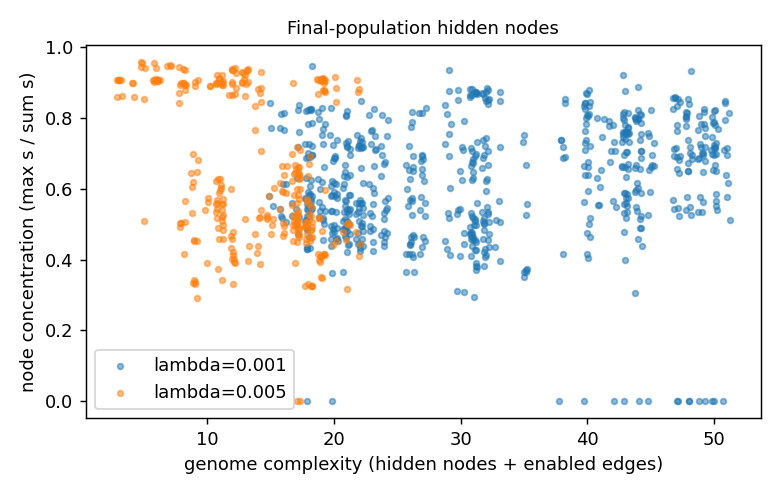 Final-population hidden nodes
node concentration (max s / sum s)
1.0
0.8
0.6
0.4
0.2
0.0
lambda=0.001
lambda=0.005
10
20
30
40
50
genome complexity (hidden nodes + enabled edges)